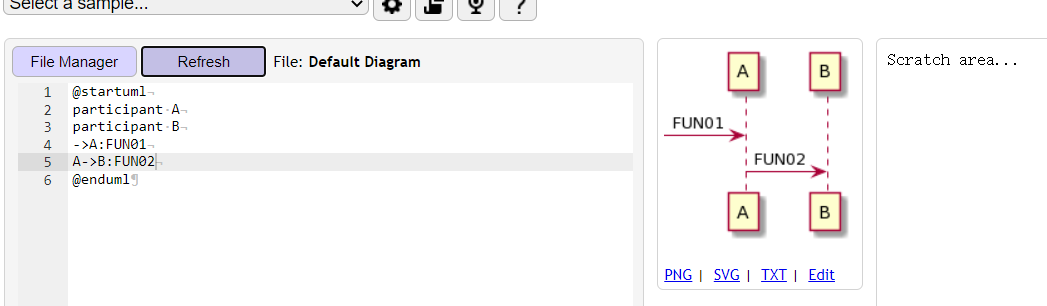 Select a sample...
?
File Manager
Refresh
File: Default Diagram
1 @startuml
2 participant A
3 participant B
4 ->A:FUN01
5 A->B:FUN02
6 @enduml
A B
FUN01
FUN02
A B
PNG | SVG | TXT | Edit
Scratch area...